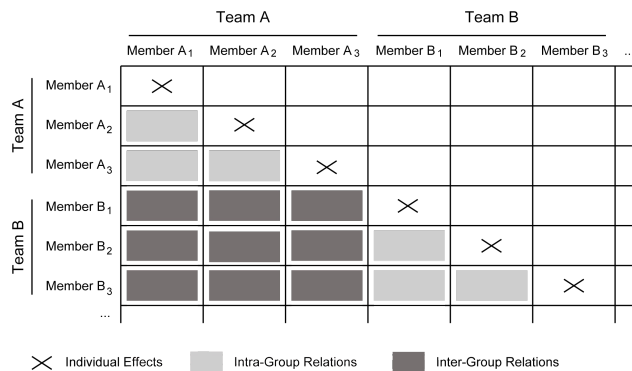 Team A Team B
Member A1 Member A2 Member A3 Member B1 Member B2 Member B3 ...
Team A
Member A1
Member A2
Member A3
Team B
Member B1
Member B2
Member B3
...
Individual Effects Intra-Group Relations Inter-Group Relations